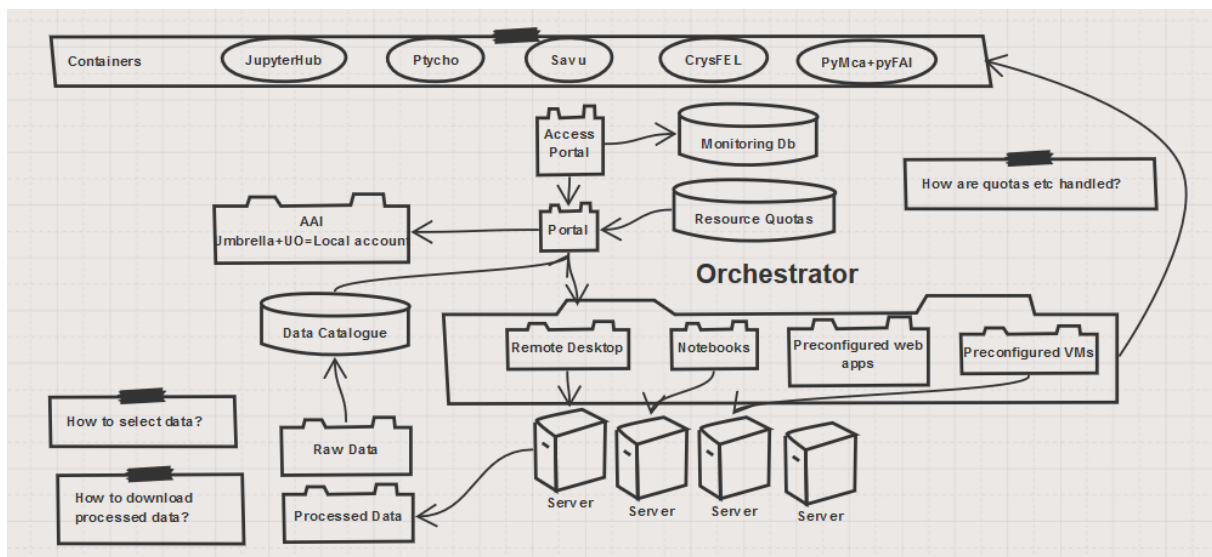 Containers
JupyterHub
Ptycho
Savu
CrysFEL
PyMca+pyFAI
Access
Portal
Monitoring Db
How are quotas etc handled?
AAI
Umbrella+UO=Local account
Portal
Resource Quotas
Orchestrator
Data Catalogue
Remote Desktop
Notebooks
Preconfigured web
apps
Preconfigured VMs
How to select data?
Raw Data
How to download
processed data?
Processed Data
Server
Server
Server
Server